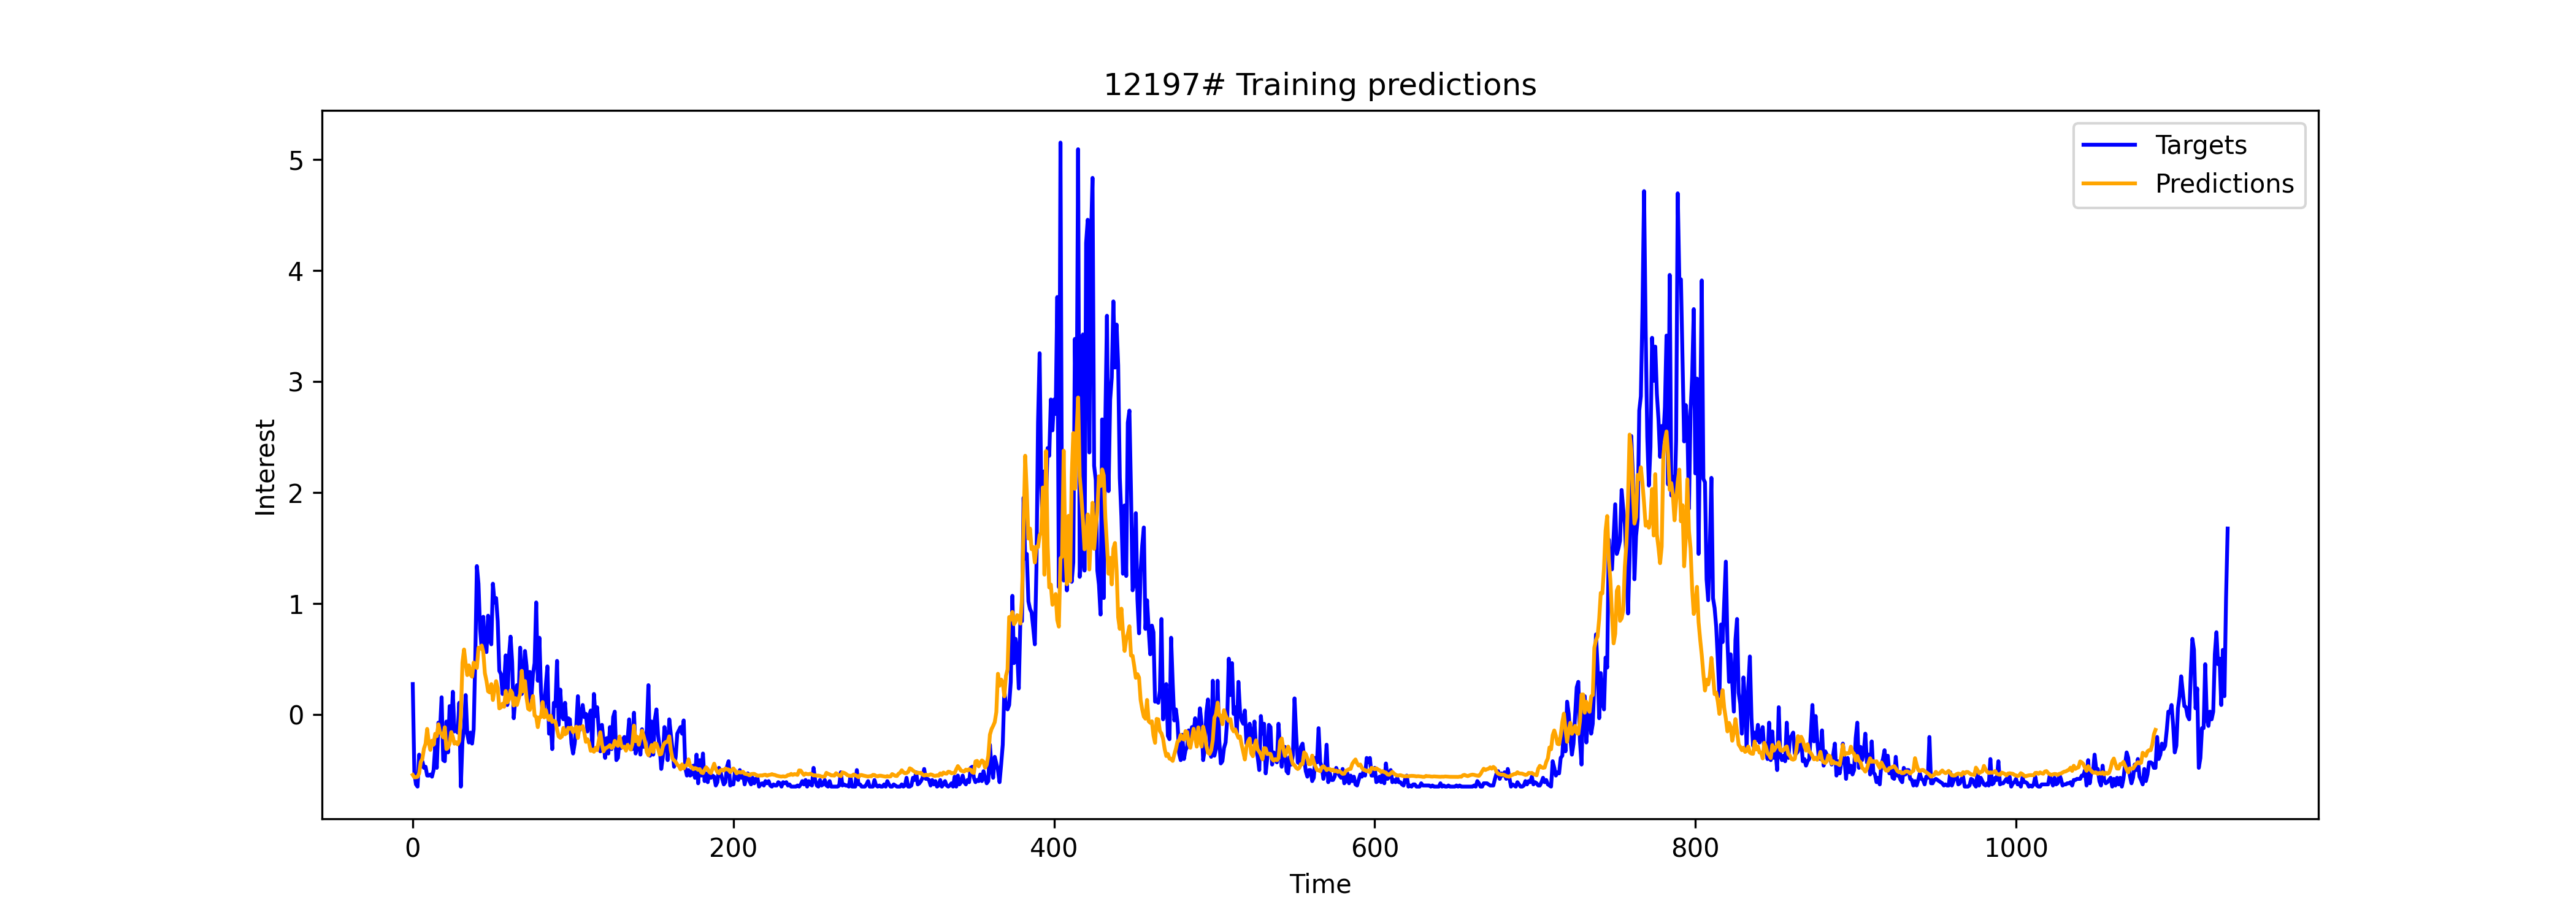 12197# Training predictions
Targets
Predictions
5
4
3
2
1
0
Interest
0 200 400 600 800 1000
Time